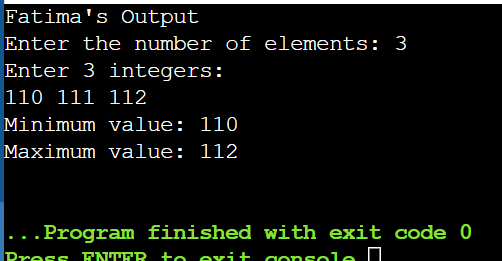 Fatima's Output
Enter the number of elements: 3
Enter 3 integers:
110 111 112
Minimum value: 110
Maximum value: 112
...Program finished with exit code 0
Press ENTER to exit console.